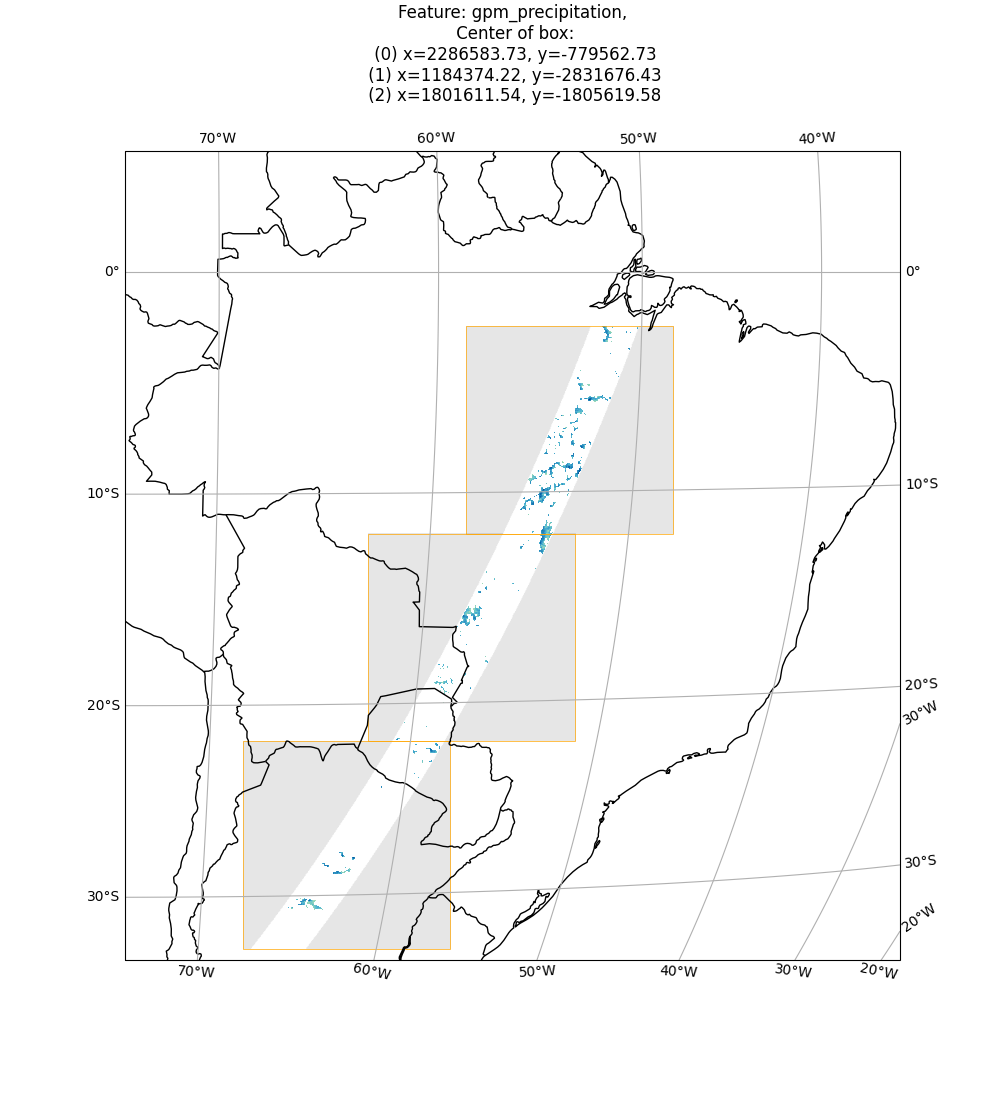 Feature: gpm_precipitation,
Center of box:
(0) x=2286583.73, y=-779562.73
(1) x=1184374.22, y=-2831676.43
(2) x=1801611.54, y=-1805619.58
70°W 60°W 50°W 40°W
0° 0°
10°S 10°S
20°S 20°S
30°W
30°S 30°S
20°W
70°W 60°W 50°W 40°W 30°W 20°W